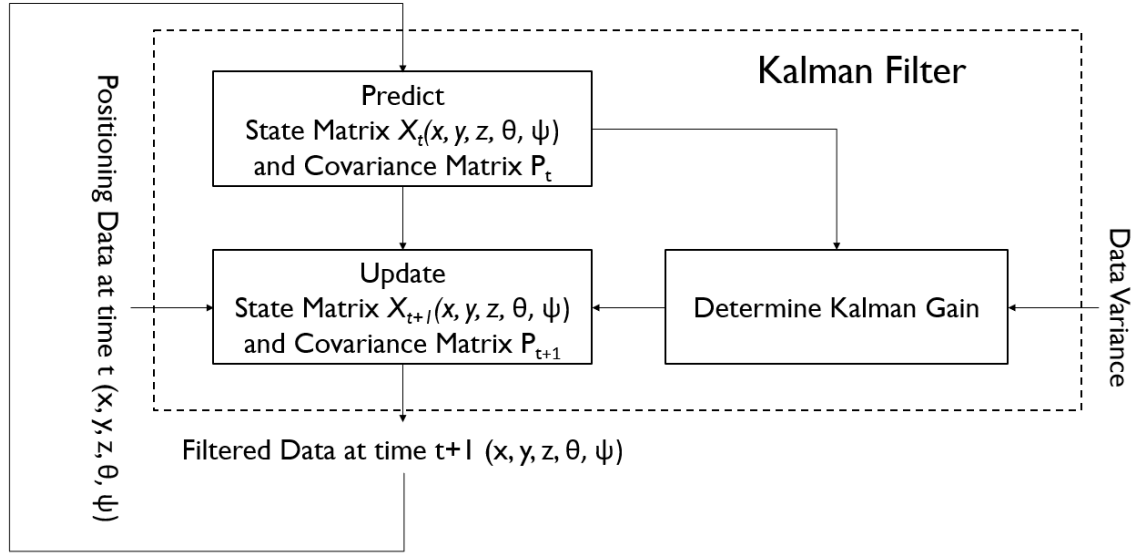 Kalman Filter
Predict
State Matrix Xₜ(x, y, z, θ, ψ)
and Covariance Matrix Pₜ
Positioning Data at time t (x, y, z, θ, ψ)
Update
State Matrix Xₜ₊₁(x, y, z, θ, ψ)
and Covariance Matrix Pₜ₊₁
Determine Kalman Gain
Data Variance
Filtered Data at time t+1 (x, y, z, θ, ψ)